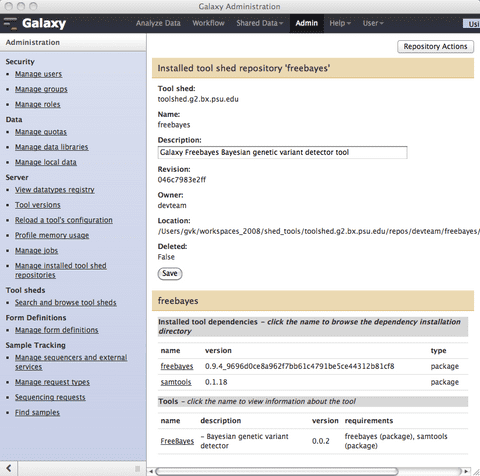 Galaxy Administration
Galaxy
Analyze Data Workflow Shared Data Admin Help User Usi
Administration
Security
Manage users
Manage groups
Manage roles
Data
Manage quotas
Manage data libraries
Manage local data
Server
View datatypes registry
Tool versions
Reload a tool's configuration
Profile memory usage
Manage jobs
Manage installed tool shed
repositories
Tool sheds
Search and browse tool sheds
Form Definitions
Manage form definitions
Sample Tracking
Manage sequencers and external
services
Manage request types
Sequencing requests
Find samples
Repository Actions
Installed tool shed repository 'freebayes'
Tool shed:
toolshed.g2.bx.psu.edu
Name:
freebayes
Description:
Galaxy Freebayes Bayesian genetic variant detector tool
Revision:
046c7983e2ff
Owner:
devteam
Location:
/Users/gvk/workspaces_2008/shed_tools/toolshed.g2.bx.psu.edu/repos/devteam/freebayes/
Deleted:
False
Save
freebayes
Installed tool dependencies - click the name to browse the dependency installation
directory
name version type
freebayes 0.9.4_9696d0ce8a962f7bb61c4791be5ce44312b81cf8 package
samtools 0.1.18 package
Tools - click the name to view information about the tool
name description version requirements
FreeBayes - Bayesian genetic variant
detector 0.0.2 freebayes (package), samtools
(package)